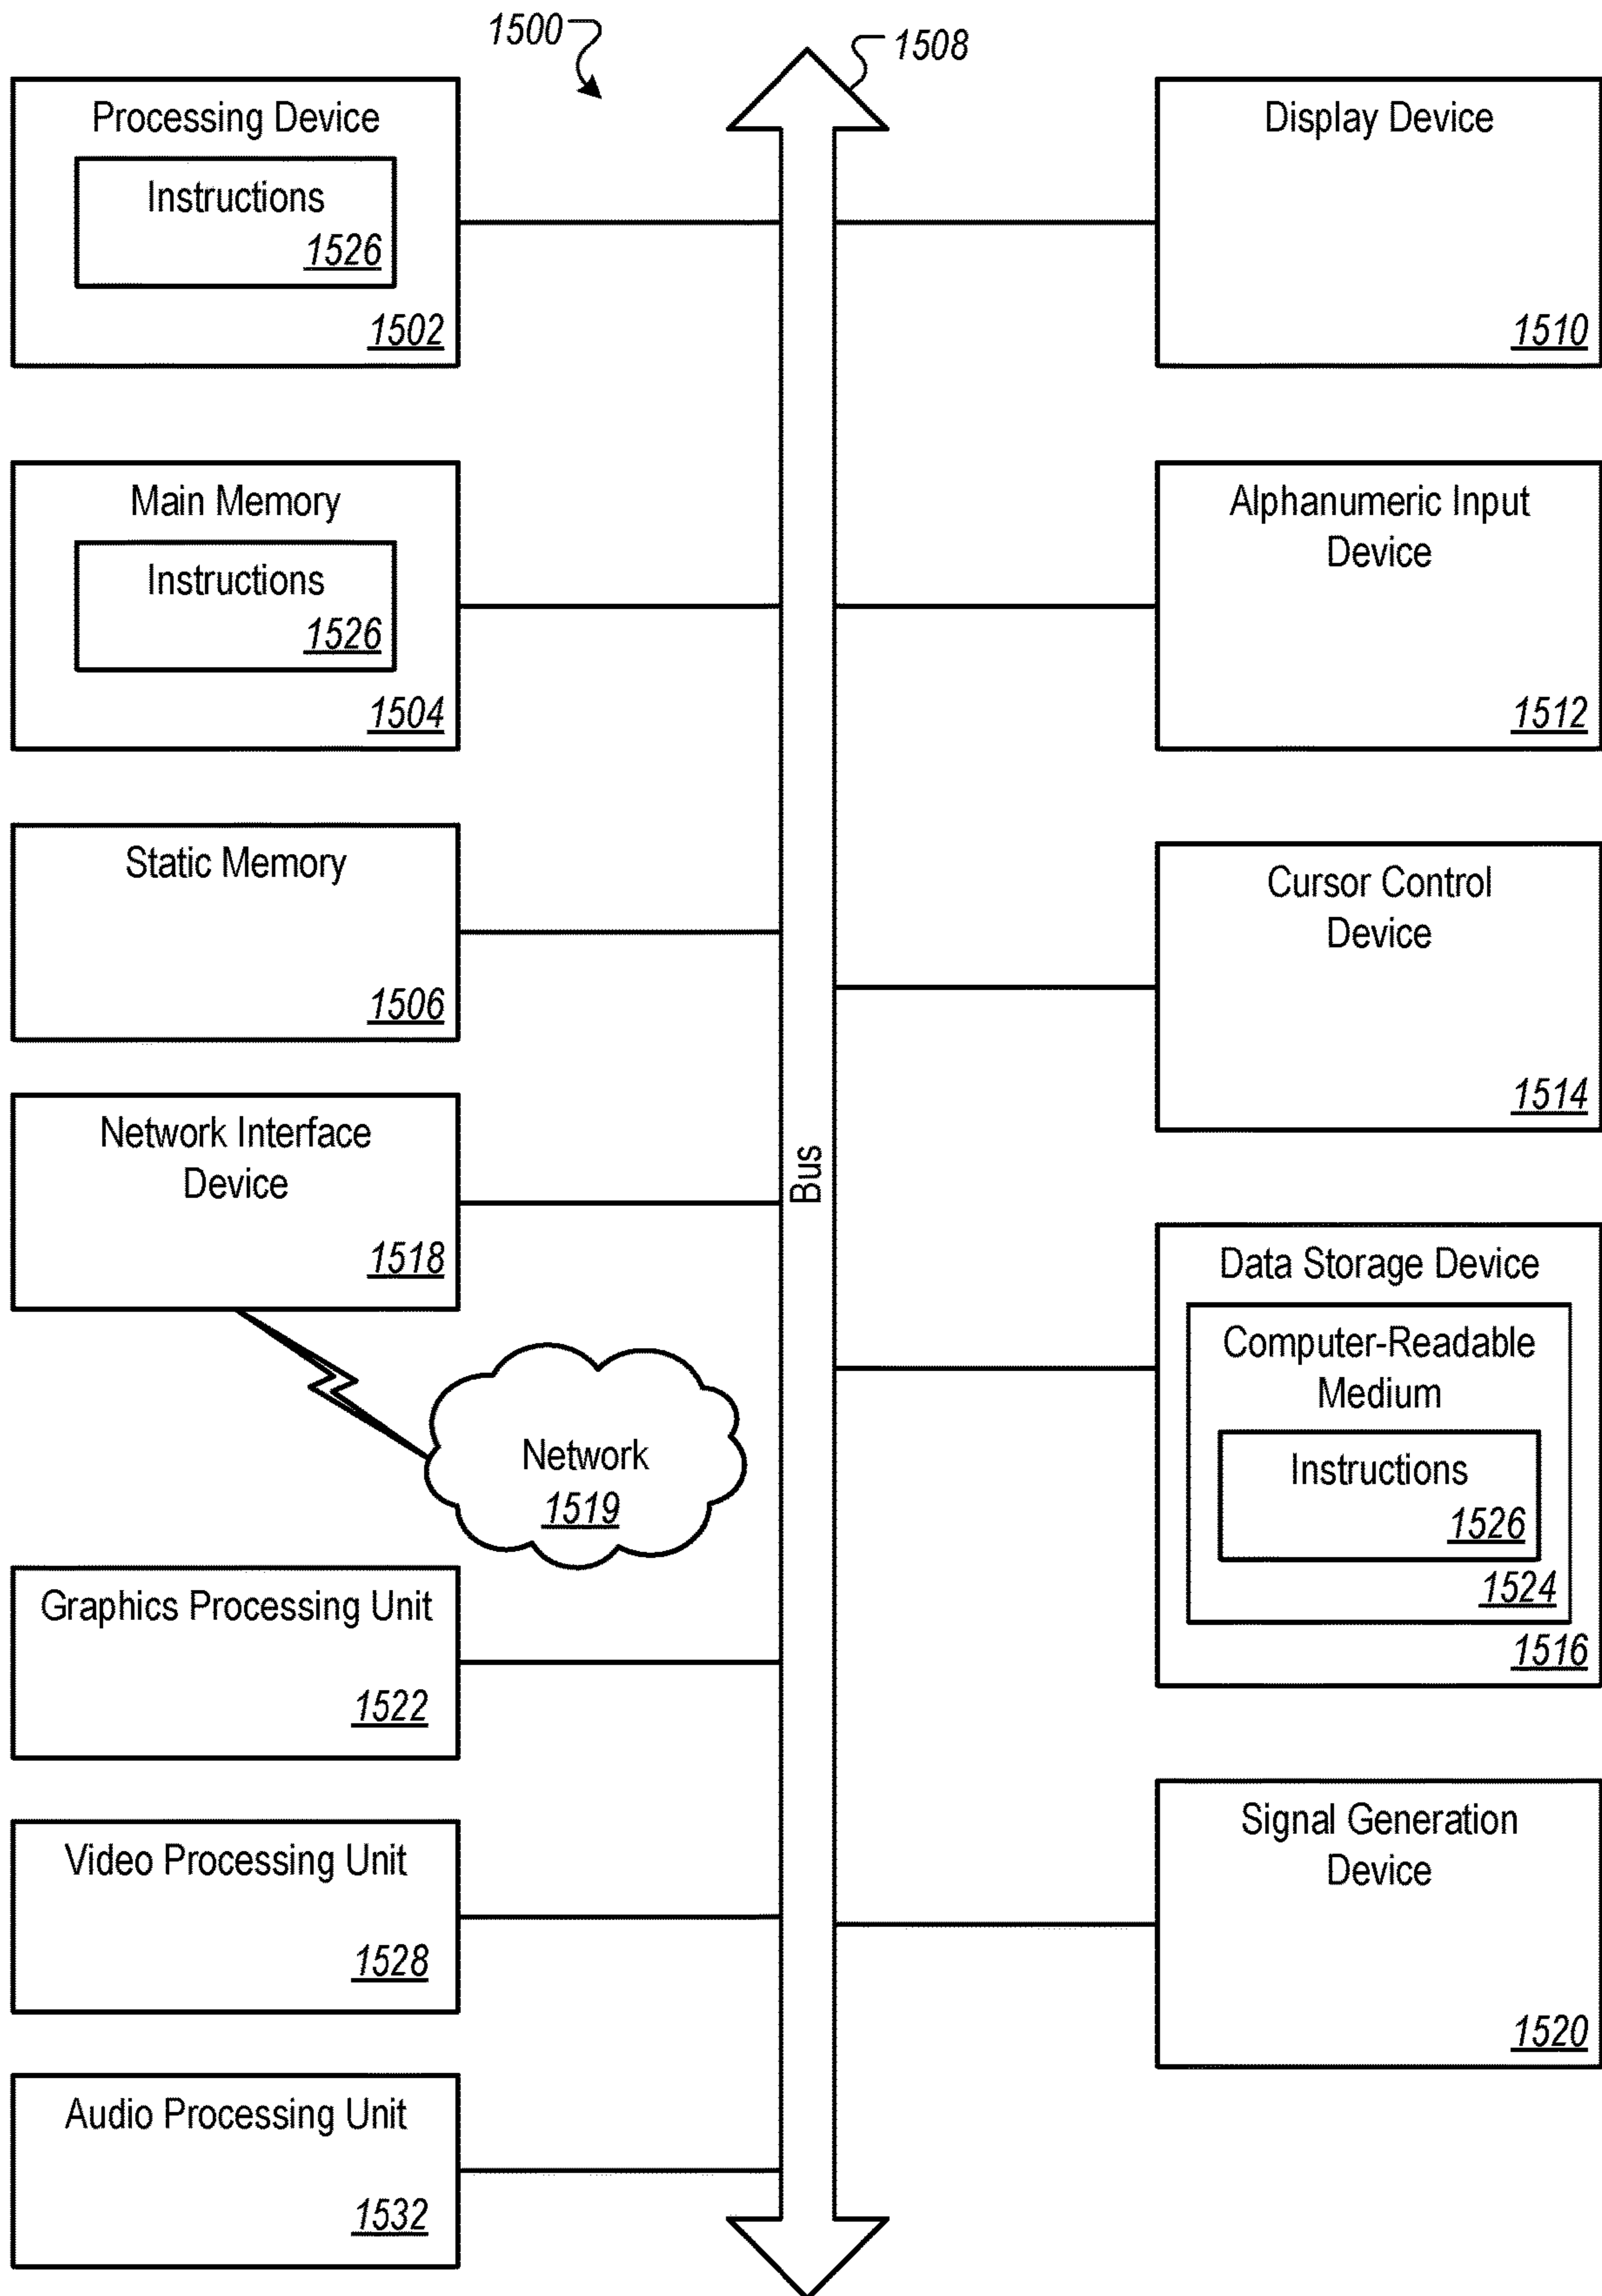 1500
1508
Processing Device
Instructions
1526
1502
Display Device
1510
Main Memory
Instructions
1526
1504
Alphanumeric Input
Device
1512
Static Memory
1506
Cursor Control
Device
1514
Network Interface
Device
1518
Bus
Network
1519
Data Storage Device
Computer-Readable
Medium
Instructions
1526
1524
1516
Graphics Processing Unit
1522
Video Processing Unit
1528
Signal Generation
Device
1520
Audio Processing Unit
1532